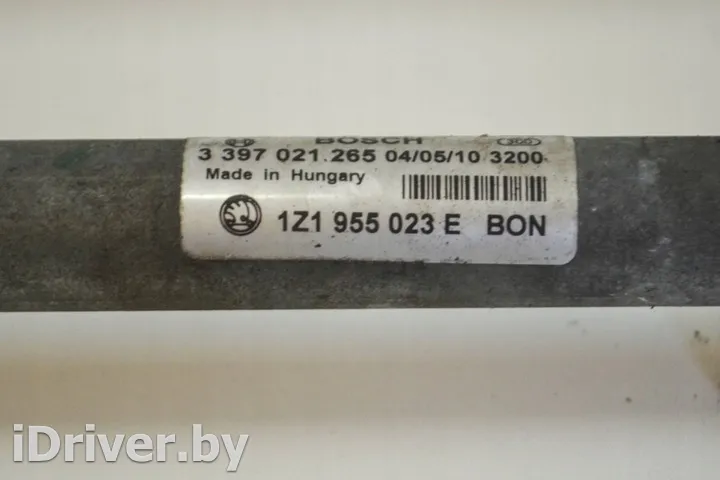 BOSCH
3 397 021.265 04/05/10 3200
Made in Hungary
1Z1 955 023 E BON
iDriver.by